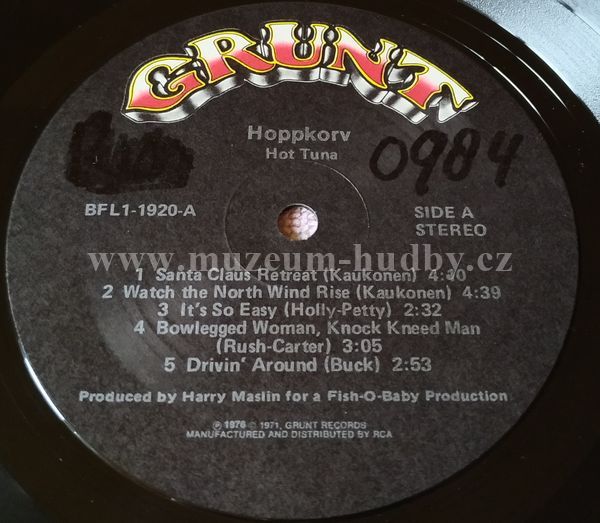 GRUNT
Hoppkorv
Hot Tuna
0984
BFL1-1920-A
SIDE A
STEREO
www.muzeum-hudby.cz
1 Santa Claus Retreat (Kaukonen) 4:10
2 Watch the North Wind Rise (Kaukonen) 4:39
3 It's So Easy (Holly-Petty) 2:32
4 Bowlegged Woman, Knock Kneed Man
(Rush-Carter) 3:05
5 Drivin' Around (Buck) 2:53
Produced by Harry Maslin for a Fish-O-Baby Production
℗ 1976 © 1971, GRUNT RECORDS
MANUFACTURED AND DISTRIBUTED BY RCA